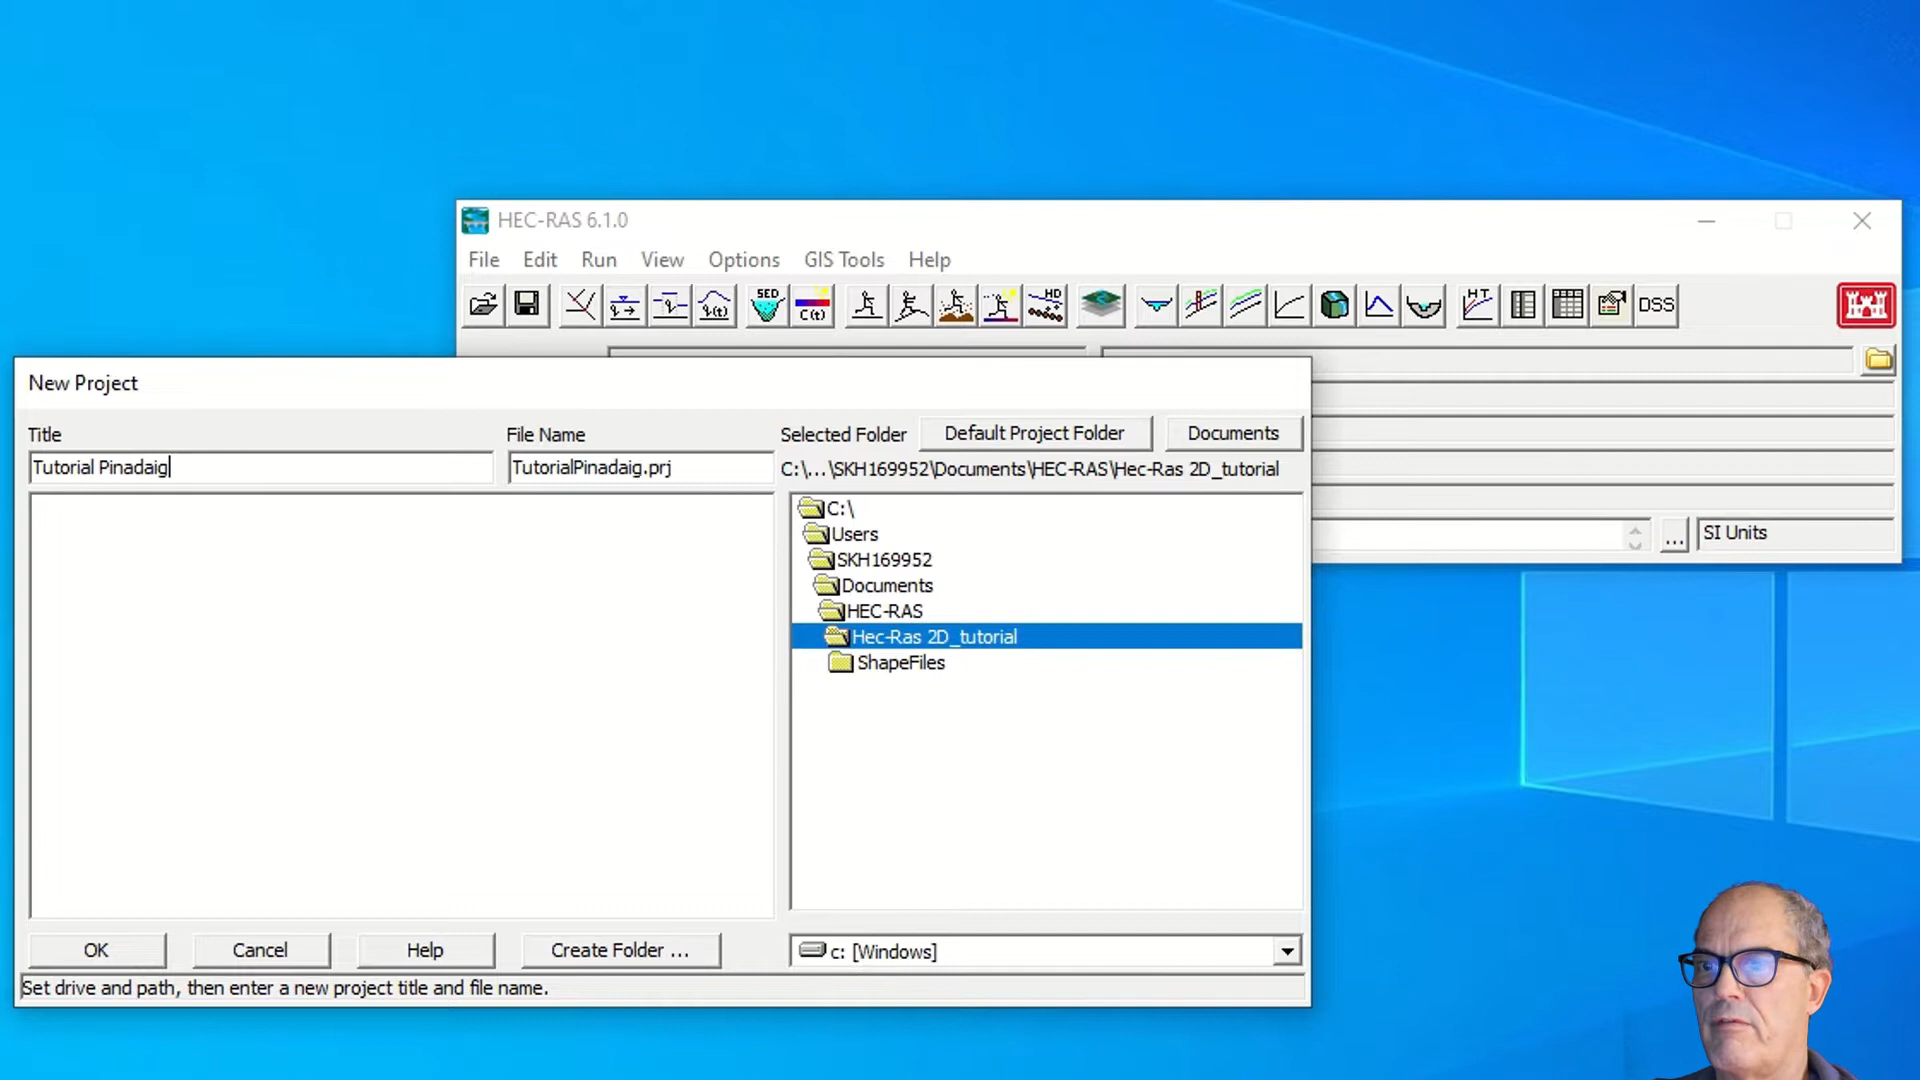 HEC-RAS 6.1.0
File Edit Run View Options GIS Tools Help
SED C(t) HD HT DSS
SI Units
New Project
Title File Name Selected Folder Default Project Folder Documents
Tutorial Pinadaig TutorialPinadaig.prj C:\...\SKH169952\Documents\HEC-RAS\Hec-Ras 2D_tutorial
C:\
Users
SKH169952
Documents
HEC-RAS
Hec-Ras 2D_tutorial
ShapeFiles
OK Cancel Help Create Folder ... c: [Windows]
Set drive and path, then enter a new project title and file name.